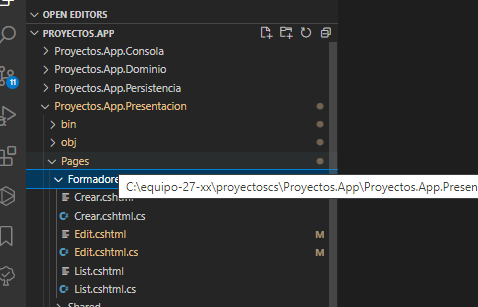 OPEN EDITORS
PROYECTOS.APP
Proyectos.App.Consola
Proyectos.App.Dominio
Proyectos.App.Persistencia
Proyectos.App.Presentacion
bin
obj
Pages
Formadore
C:\equipo-27-xx\proyectoscs\Proyectos.App\Proyectos.App.Presen
Crear.cshtml
Crear.cshtml.cs
Edit.cshtml M
Edit.cshtml.cs M
List.cshtml
List.cshtml.cs
Shared
11